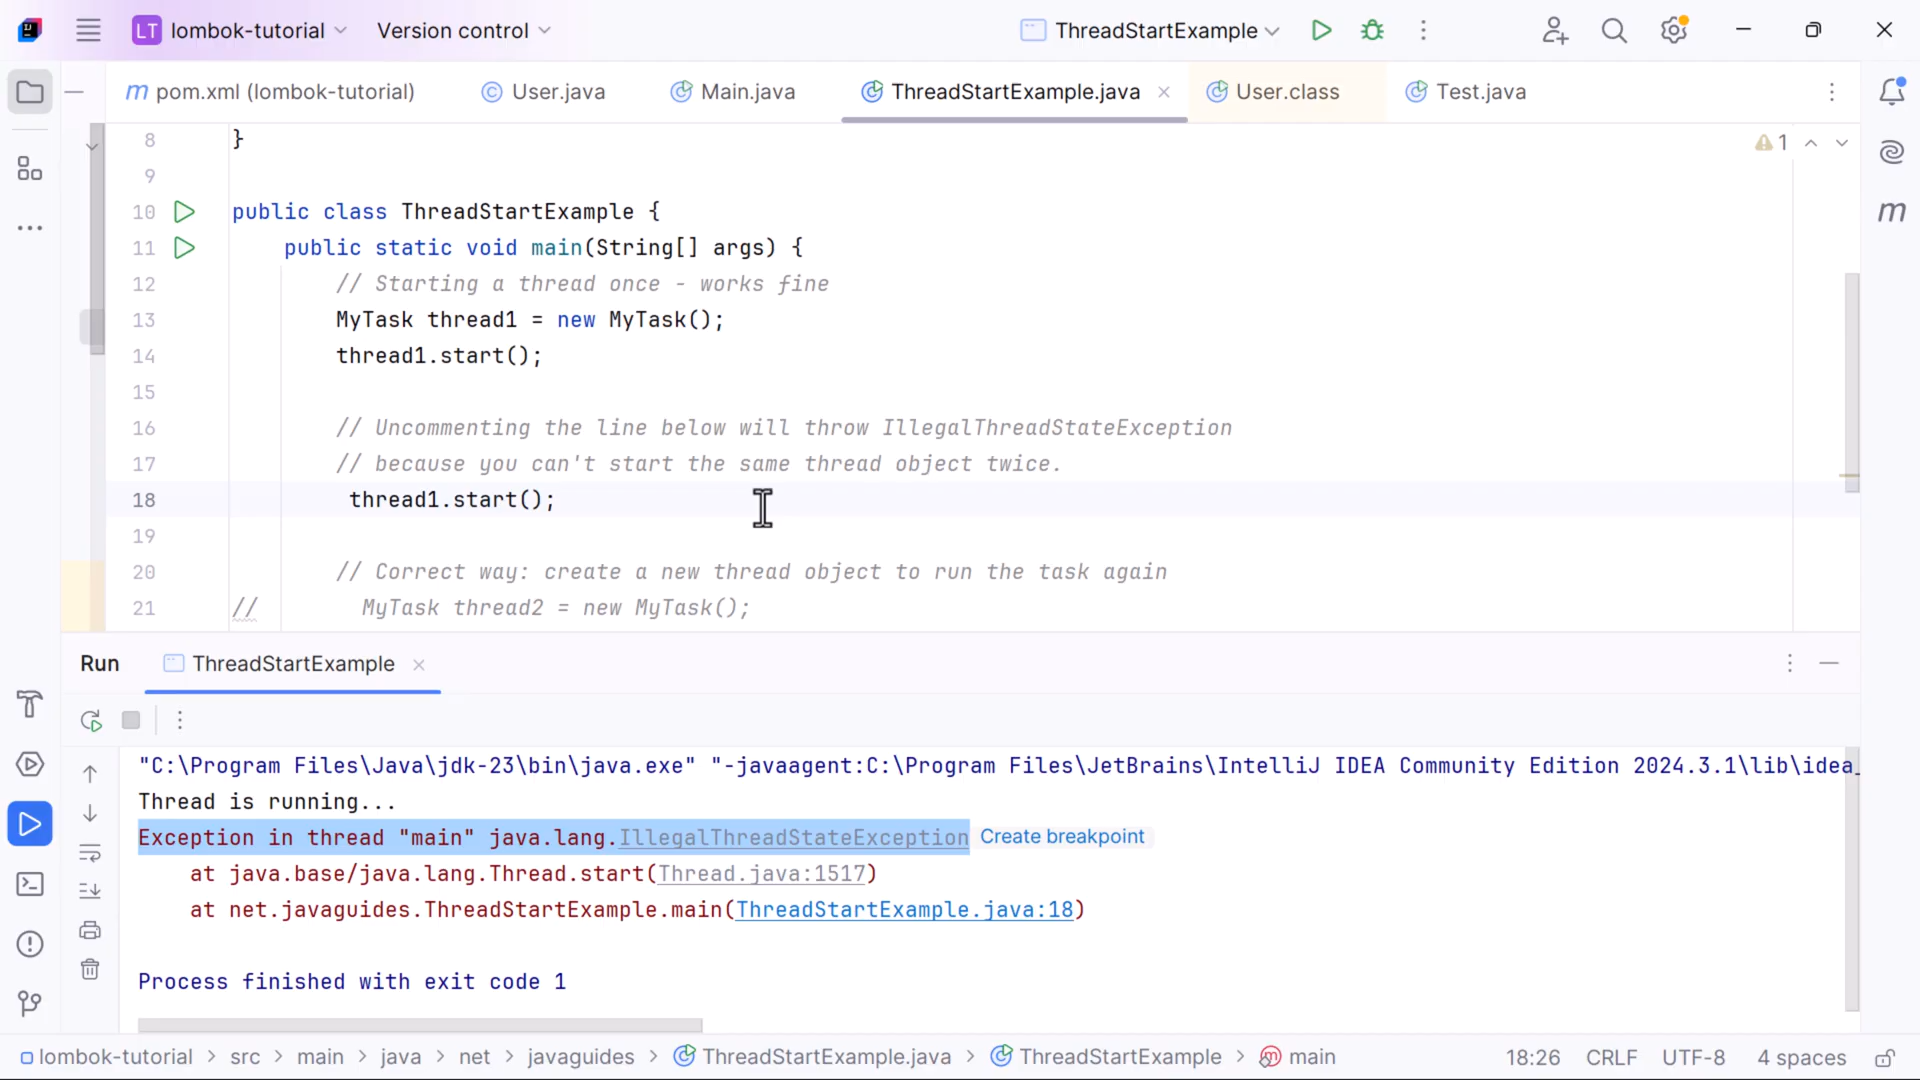 LT lombok-tutorial Version control ThreadStartExample
m pom.xml (lombok-tutorial) User.java Main.java ThreadStartExample.java User.class Test.java
8 }
1
9
10 public class ThreadStartExample {
11 public static void main(String[] args) {
12 // Starting a thread once - works fine
13 MyTask thread1 = new MyTask();
14 thread1.start();
15
16 // Uncommenting the line below will throw IllegalThreadStateException
17 // because you can't start the same thread object twice.
18 thread1.start();
19
20 // Correct way: create a new thread object to run the task again
21 // MyTask thread2 = new MyTask();
Run ThreadStartExample
"C:\Program Files\Java\jdk-23\bin\java.exe" "-javaagent:C:\Program Files\JetBrains\IntelliJ IDEA Community Edition 2024.3.1\lib\idea_
Thread is running...
Exception in thread "main" java.lang.IllegalThreadStateException Create breakpoint
at java.base/java.lang.Thread.start(Thread.java:1517)
at net.javaguides.ThreadStartExample.main(ThreadStartExample.java:18)
Process finished with exit code 1
lombok-tutorial > src > main > java > net > javaguides > ThreadStartExample.java > ThreadStartExample > main 18:26 CRLF UTF-8 4 spaces